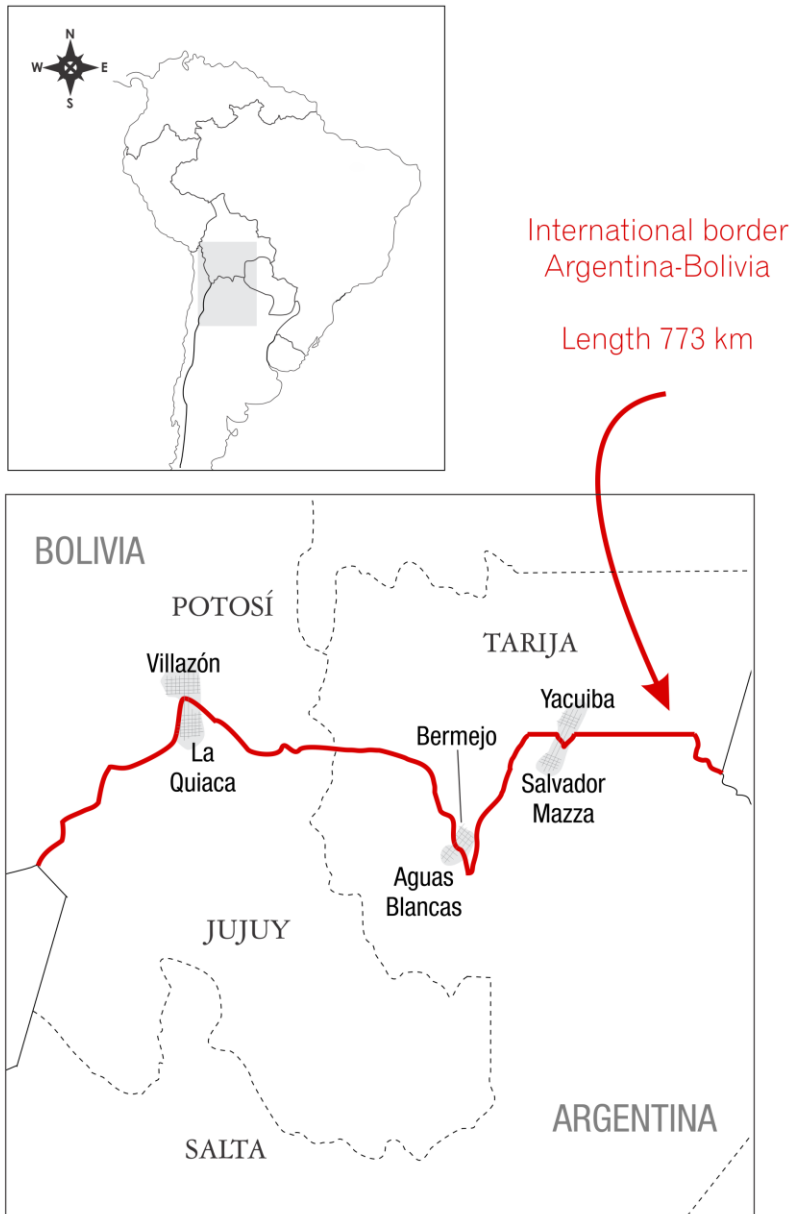 N
W
E
S
International border
Argentina-Bolivia
Length 773 km
BOLIVIA
POTOSÍ
TARIJA
Villazón
Yacuiba
Bermejo
La
Quiaca
Salvador
Mazza
Aguas
Blancas
JUJUY
ARGENTINA
SALTA